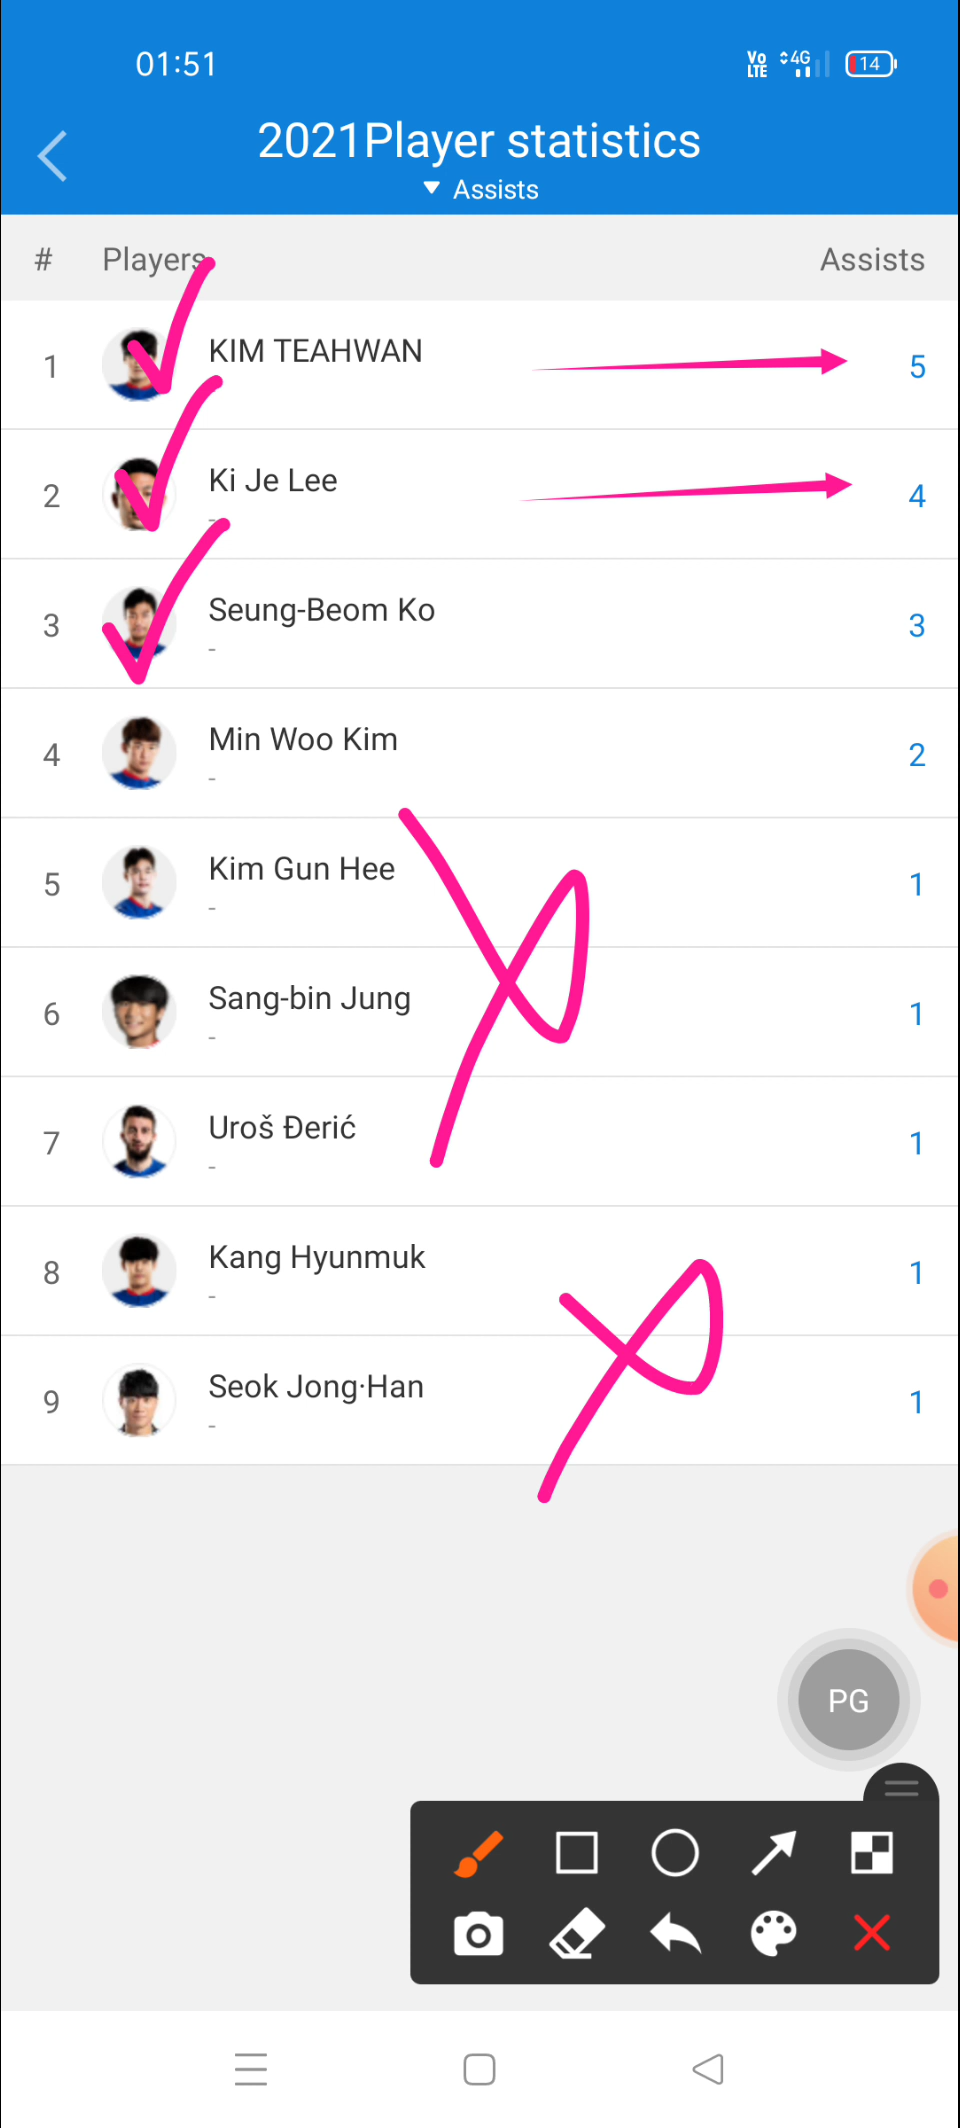 01:51
Vo LTE 4G 14
2021Player statistics
Assists
# Players Assists
1 KIM TEAHWAN 5
2 Ki Je Lee 4
-
3 Seung-Beom Ko 3
-
4 Min Woo Kim 2
-
5 Kim Gun Hee 1
-
6 Sang-bin Jung 1
-
7 Uroš Đerić 1
-
8 Kang Hyunmuk 1
-
9 Seok Jong·Han 1
-
PG